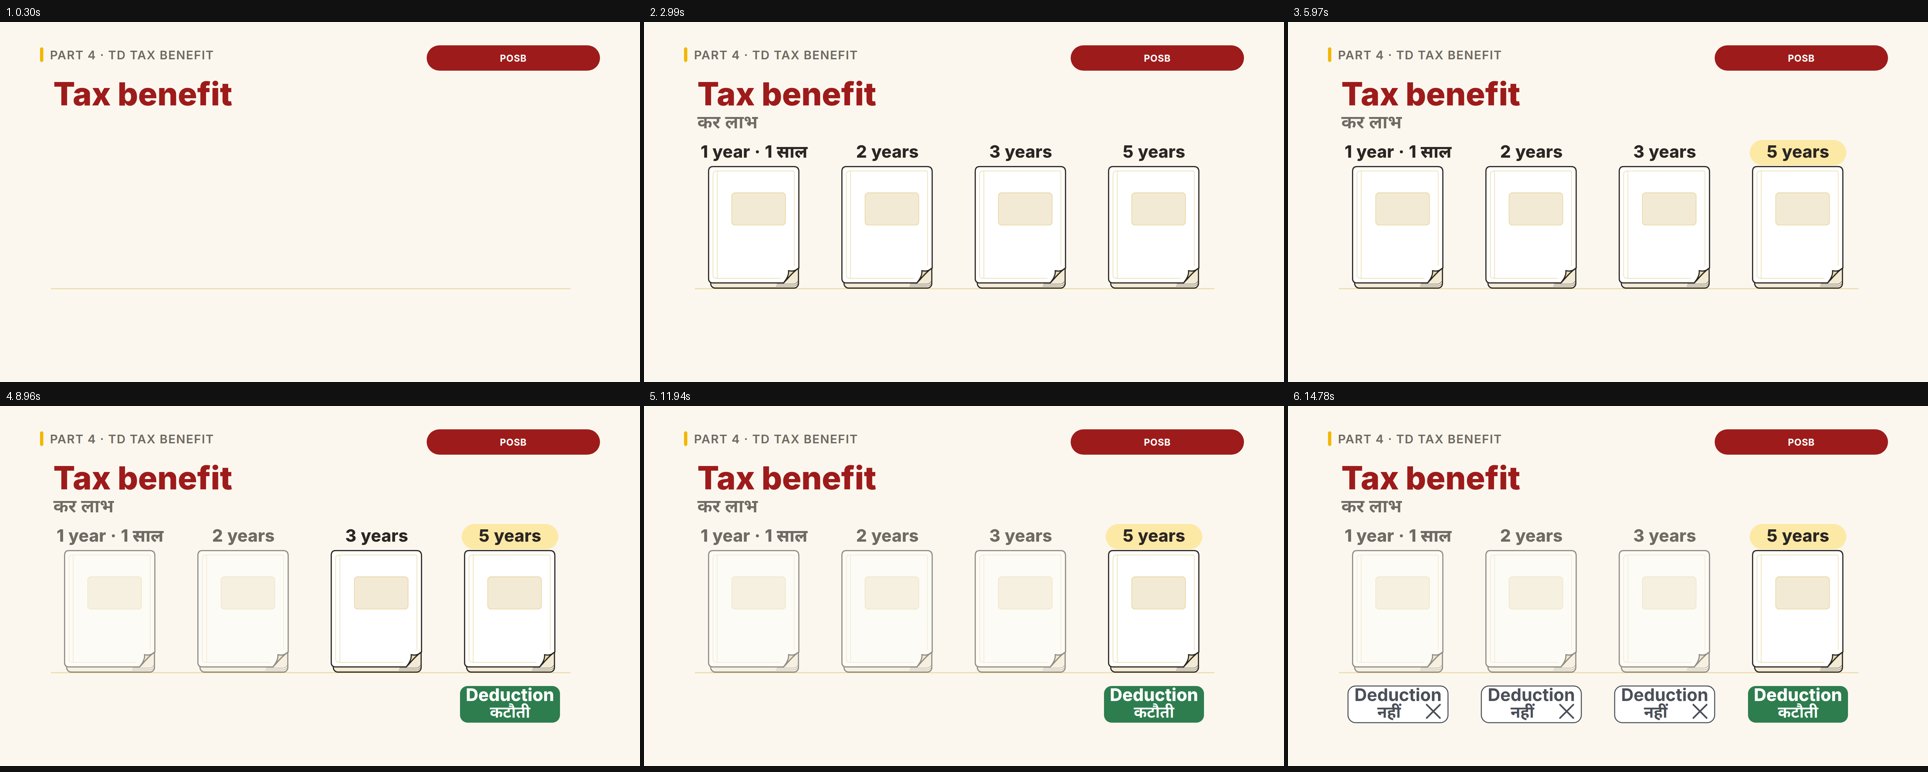 1. 0.30s
PART 4 · TD TAX BENEFIT
POSB
Tax benefit
2. 2.99s
PART 4 · TD TAX BENEFIT
POSB
Tax benefit
कर लाभ
1 year · 1 साल 2 years 3 years 5 years
3. 5.97s
PART 4 · TD TAX BENEFIT
POSB
Tax benefit
कर लाभ
1 year · 1 साल 2 years 3 years 5 years
4. 8.96s
PART 4 · TD TAX BENEFIT
POSB
Tax benefit
कर लाभ
1 year · 1 साल 2 years 3 years 5 years
Deduction
कटौती
5. 11.94s
PART 4 · TD TAX BENEFIT
POSB
Tax benefit
कर लाभ
1 year · 1 साल 2 years 3 years 5 years
Deduction
कटौती
6. 14.78s
PART 4 · TD TAX BENEFIT
POSB
Tax benefit
कर लाभ
1 year · 1 साल 2 years 3 years 5 years
Deduction Deduction Deduction Deduction
नहीं नहीं नहीं कटौती